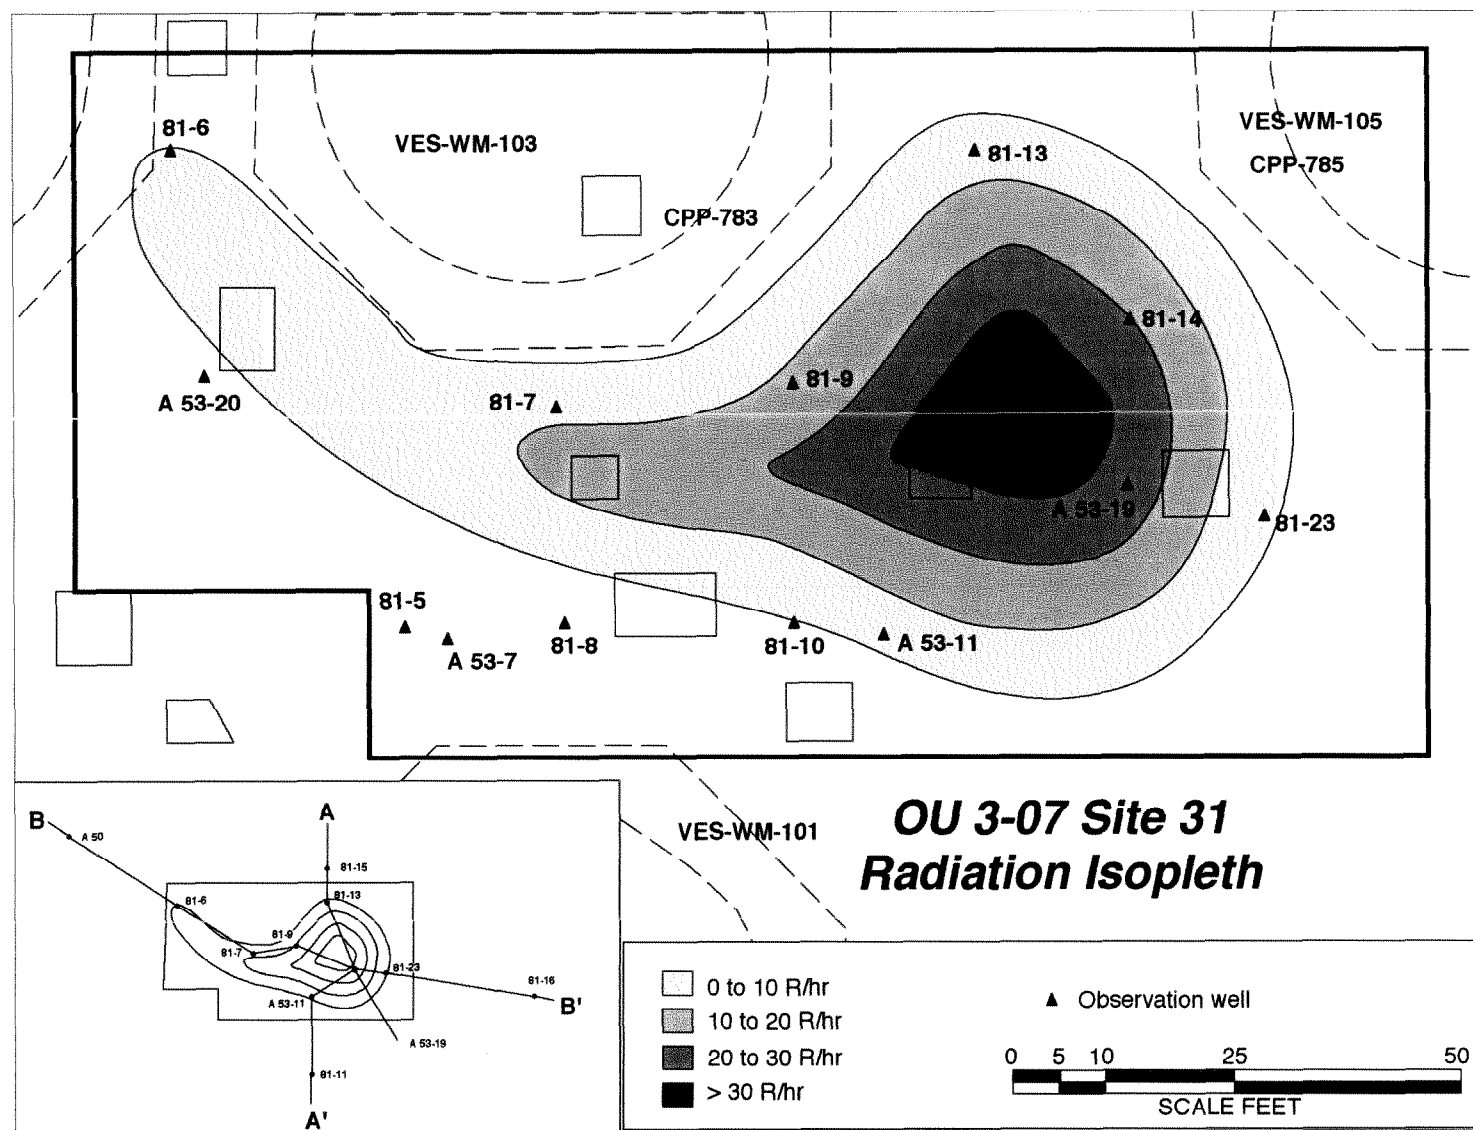 81-6
VES-WM-103
81-13
VES-WM-105
CPP-785
CPP-783
81-14
81-9
A 53-20
81-7
A 53-19
81-23
81-5
A 53-7
81-8
81-10
A 53-11
VES-WM-101
OU 3-07 Site 31
Radiation Isopleth
B
A 50
A
81-15
81-6
81-13
81-9
81-7
81-23
81-16
B'
A 53-11
A 53-19
81-11
A'
0 to 10 R/hr
10 to 20 R/hr
20 to 30 R/hr
> 30 R/hr
Observation well
0 5 10 25 50
SCALE FEET